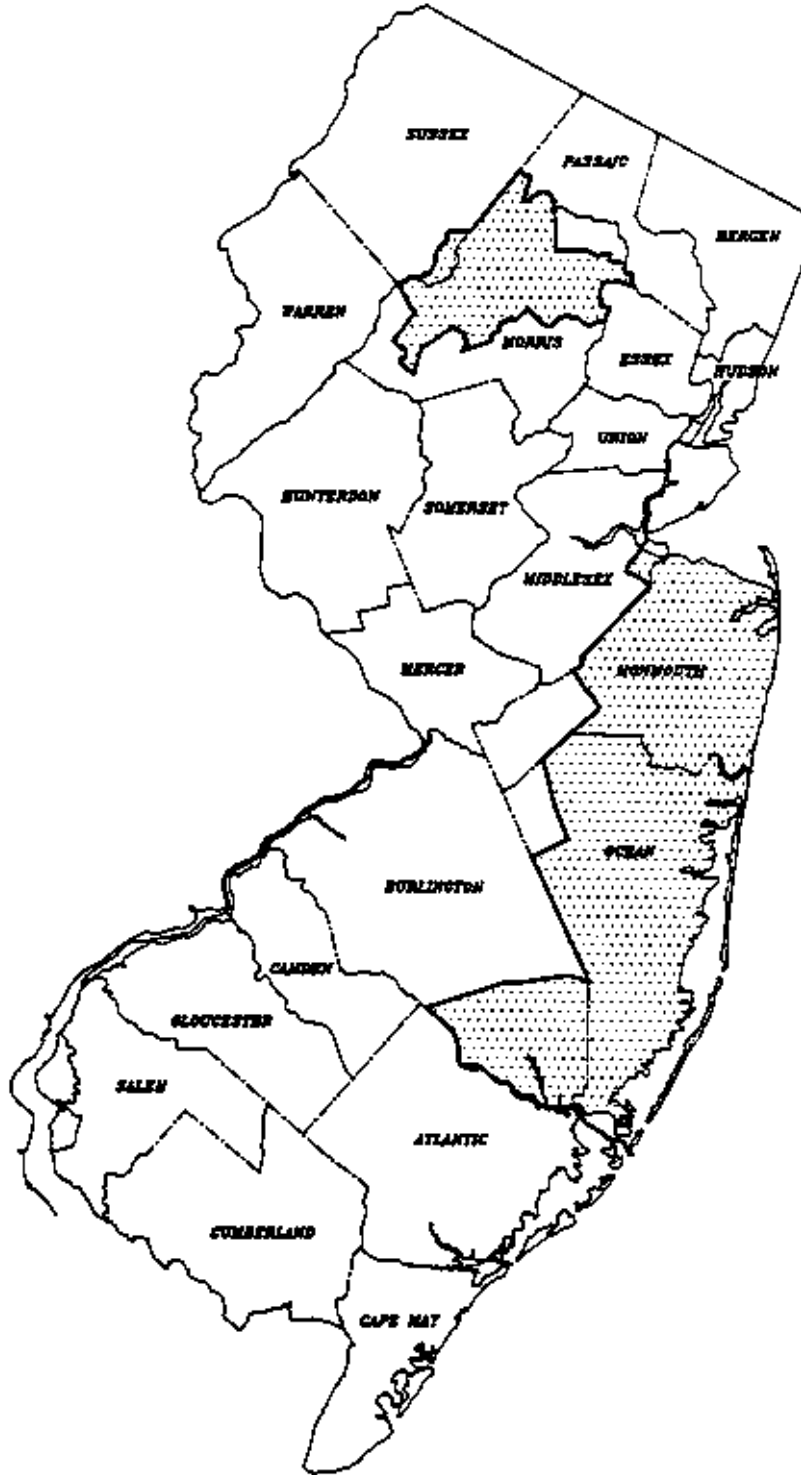 SUSSEX
PASSAIC
BERGEN
WARREN
MORRIS
ESSEX
HUDSON
UNION
HUNTERDON
SOMERSET
MIDDLESEX
MERCER
MONMOUTH
OCEAN
BURLINGTON
CAMDEN
GLOUCESTER
SALEM
ATLANTIC
CUMBERLAND
CAPE MAY